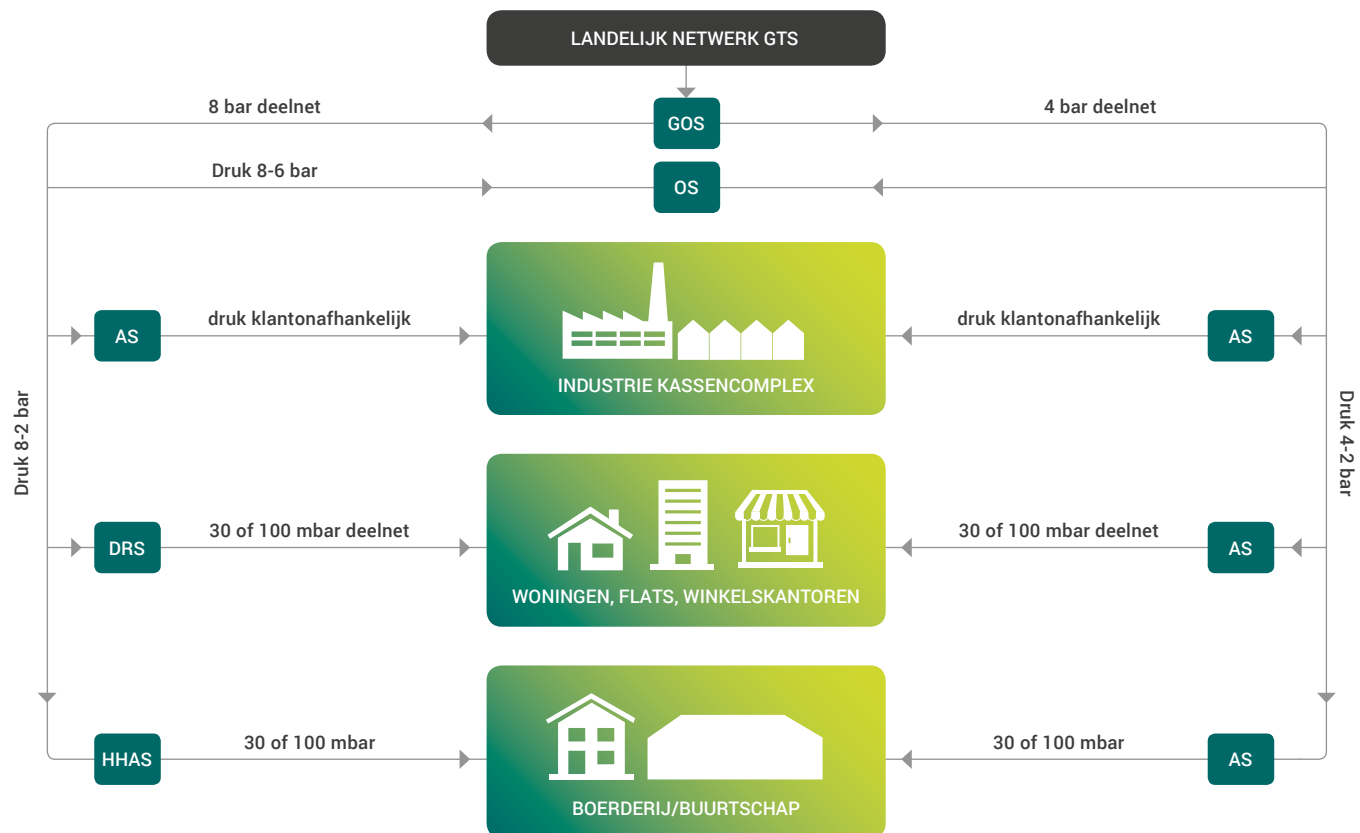 LANDELIJK NETWERK GTS
8 bar deelnet
GOS
4 bar deelnet
Druk 8-6 bar
OS
AS
druk klantonafhankelijk
druk klantonafhankelijk
AS
INDUSTRIE KASSENCOMPLEX
Druk 8-2 bar
Druk 4-2 bar
DRS
30 of 100 mbar deelnet
30 of 100 mbar deelnet
AS
WONINGEN, FLATS, WINKELSKANTOREN
HHAS
30 of 100 mbar
30 of 100 mbar
AS
BOERDERIJ/BUURTSCHAP